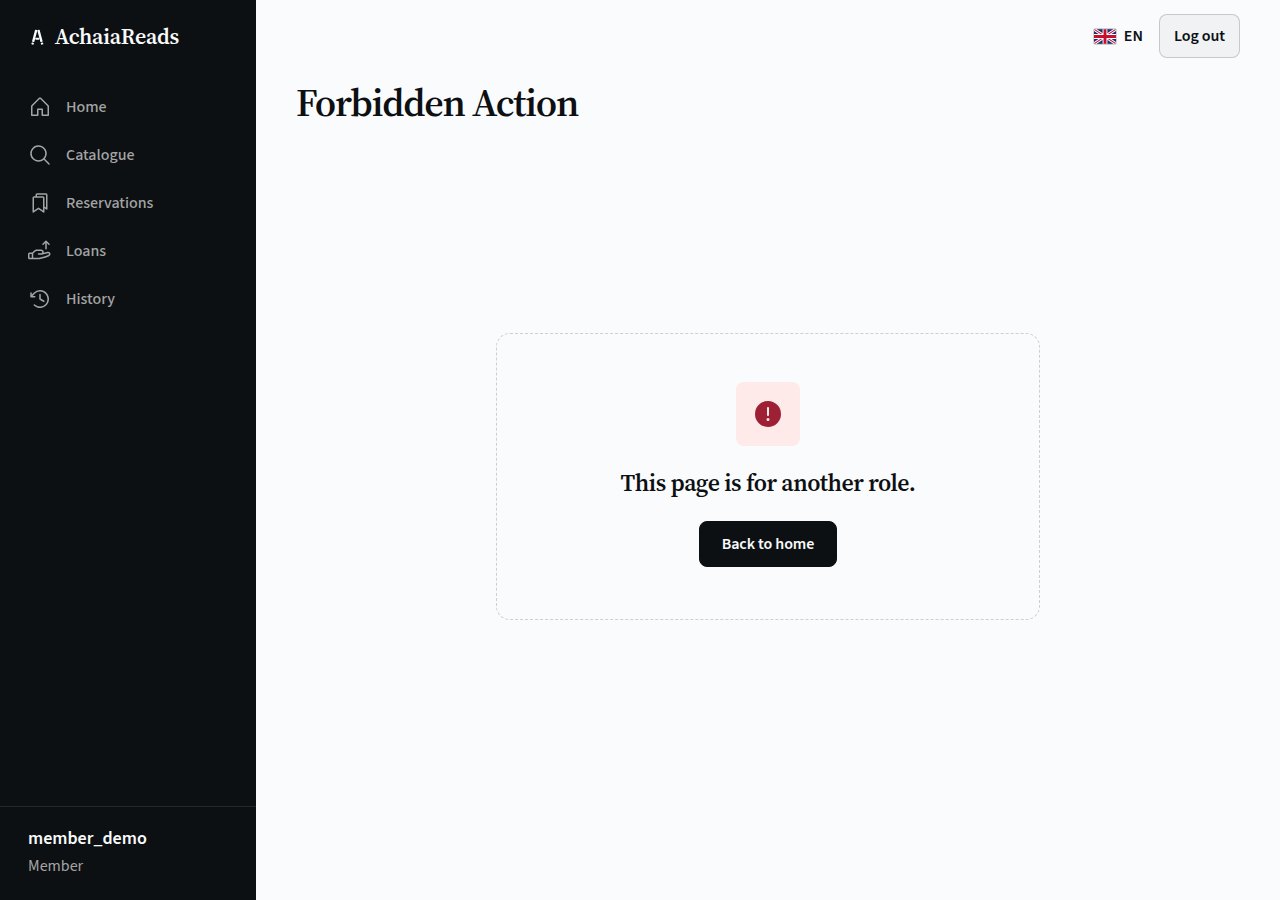 AchaiaReads
Home
Catalogue
Reservations
Loans
History
member_demo
Member
EN
Log out
Forbidden Action
This page is for another role.
Back to home